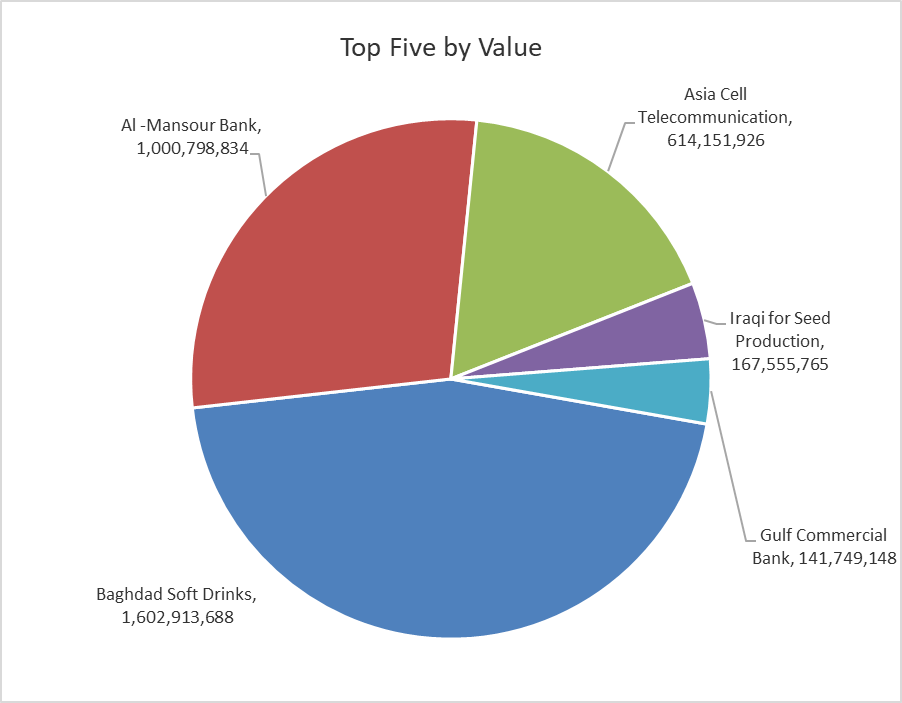 Top Five by Value
Asia Cell
Telecommunication,
614,151,926
Al -Mansour Bank,
1,000,798,834
Iraqi for Seed
Production,
167,555,765
Gulf Commercial
Bank, 141,749,148
Baghdad Soft Drinks,
1,602,913,688